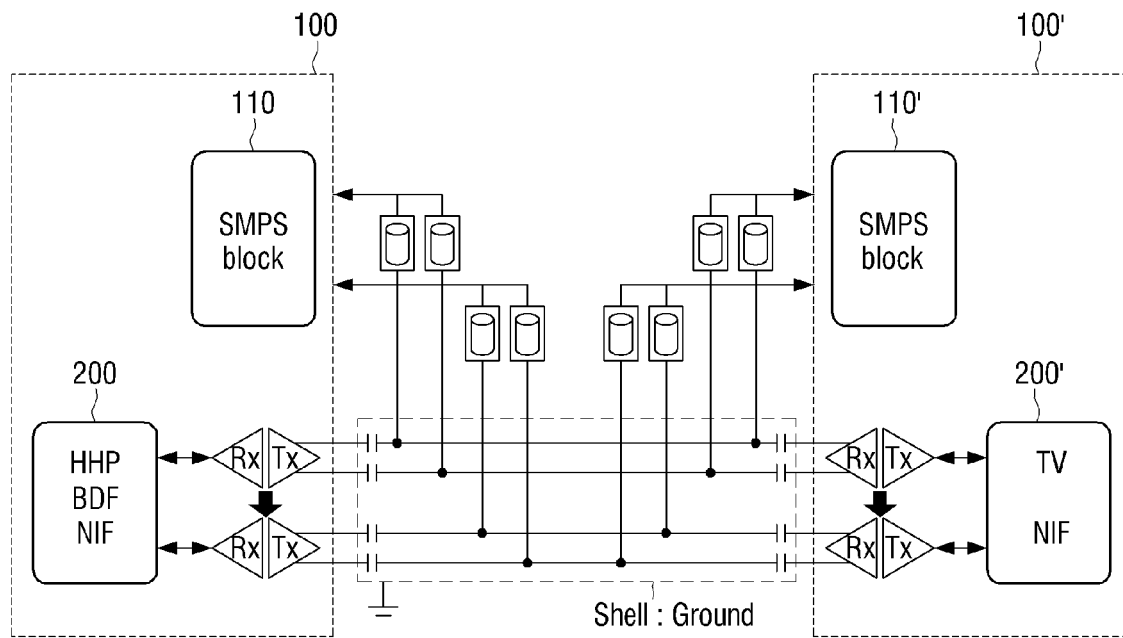 100
100'
110
110'
SMPS
block
SMPS
block
200
200'
HHP
BDF
NIF
Rx Tx
Rx Tx
Rx Tx
Rx Tx
TV
NIF
Shell : Ground